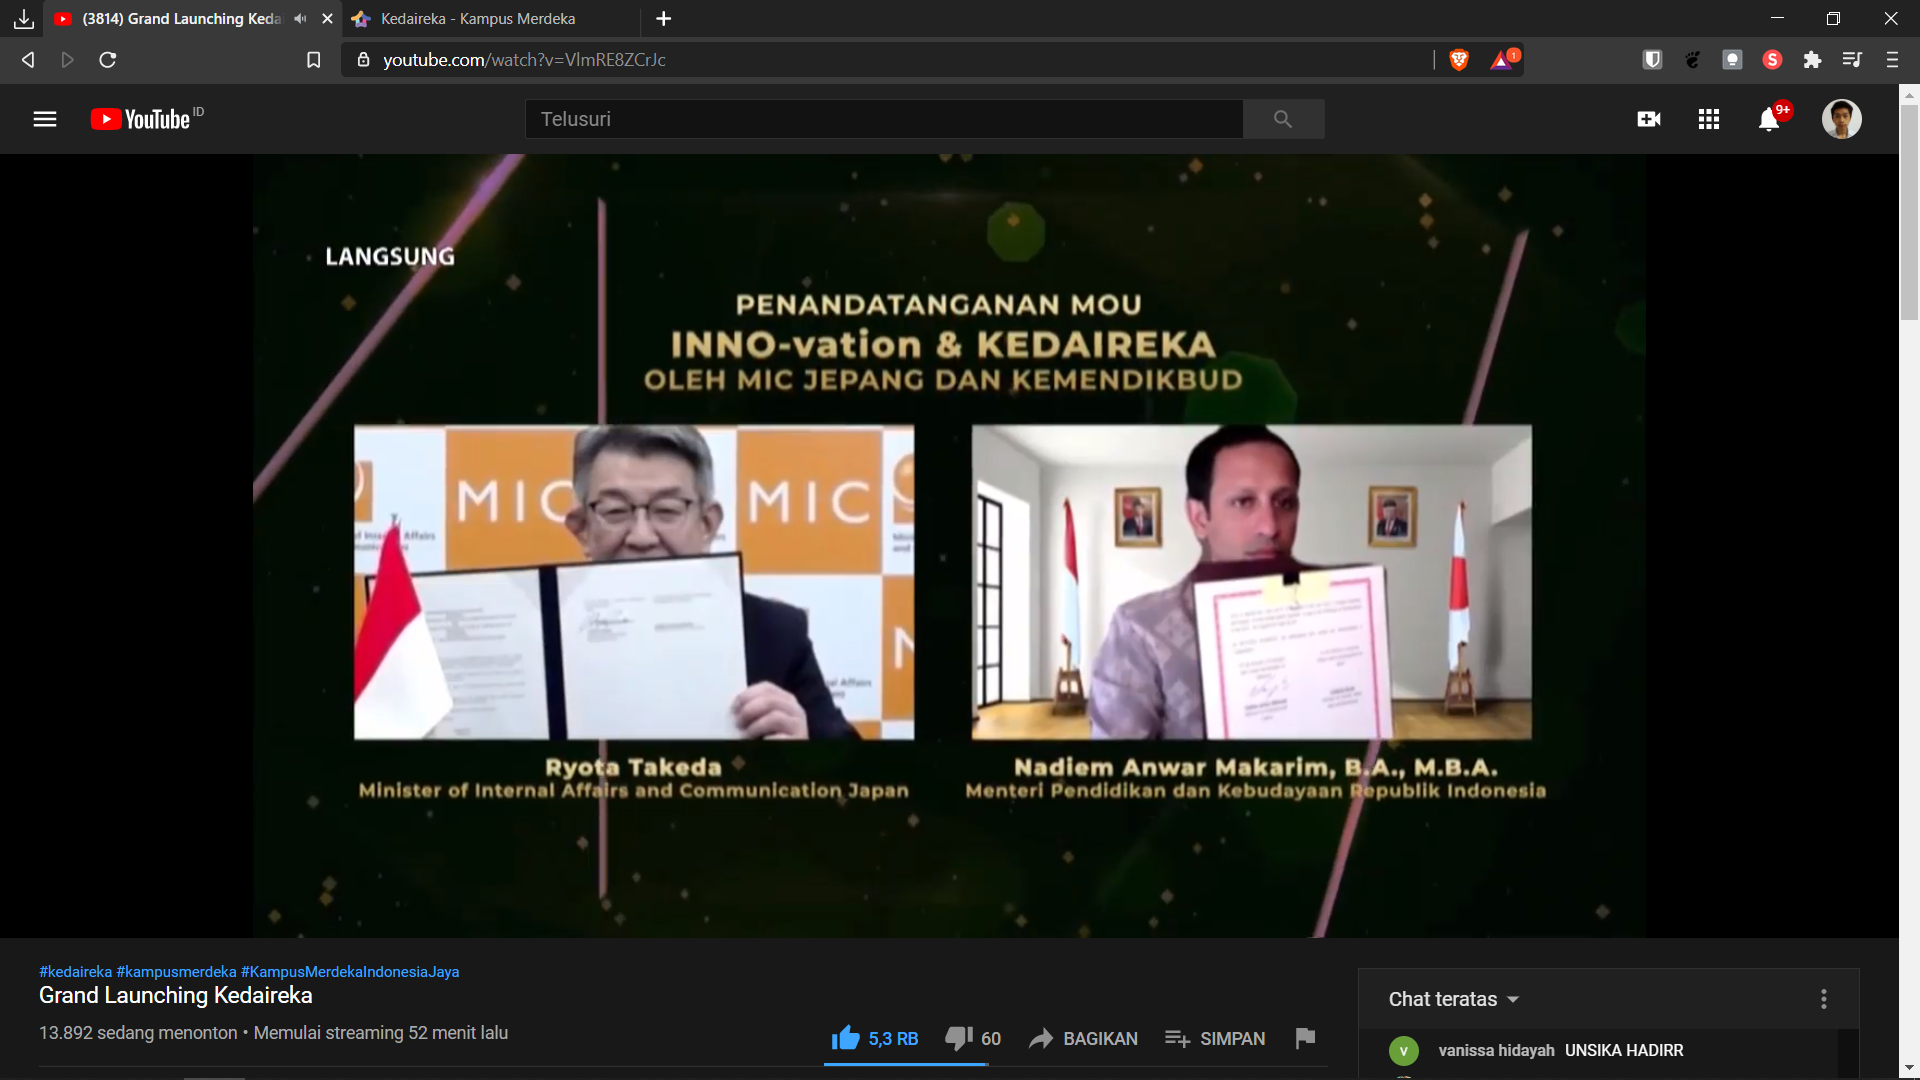 (3814) Grand Launching Keda
Kedaireka - Kampus Merdeka
youtube.com/watch?v=VlmRE8ZCrJc
1
S
YouTube ID
Telusuri
9+
LANGSUNG
PENANDATANGANAN MOU
INNO-vation & KEDAIREKA
OLEH MIC JEPANG DAN KEMENDIKBUD
MIC MIC
Ryota Takeda
Minister of Internal Affairs and Communication Japan
Nadiem Anwar Makarim, B.A., M.B.A.
Menteri Pendidikan dan Kebudayaan Republik Indonesia
#kedaireka #kampusmerdeka #KampusMerdekaIndonesiaJaya
Grand Launching Kedaireka
13.892 sedang menonton • Memulai streaming 52 menit lalu
5,3 RB 60 BAGIKAN SIMPAN
Chat teratas
v vanissa hidayah UNSIKA HADIRR